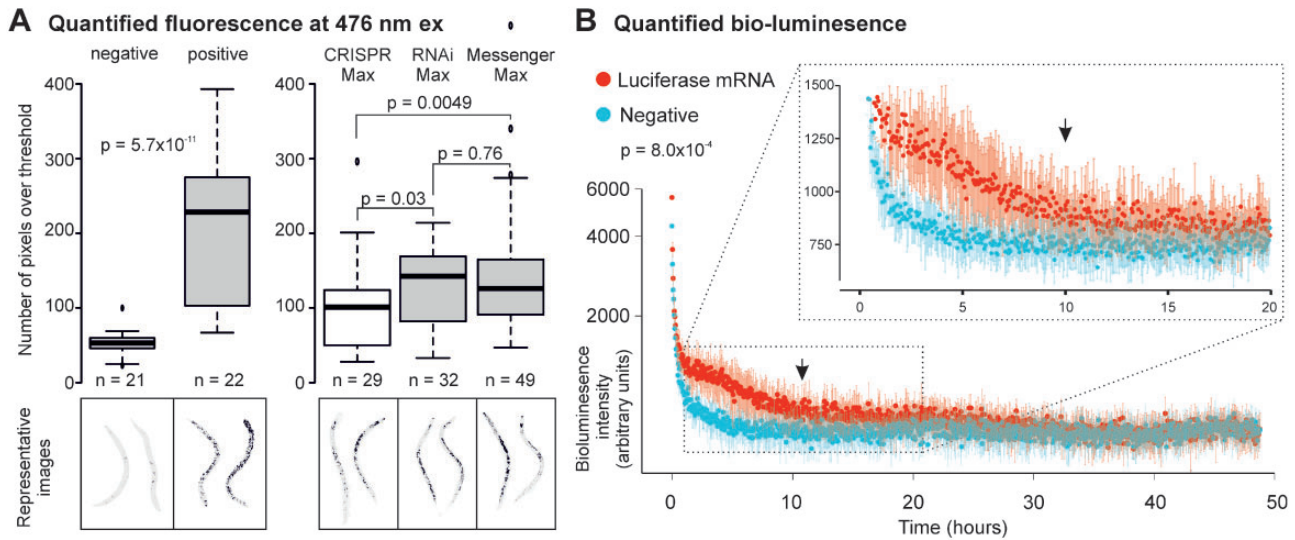 A Quantified fluorescence at 476 nm ex
negative positive
CRISPR Max RNAi Max Messenger Max
Number of pixels over threshold
400
300
200
100
0
p = 5.7x10⁻¹¹
n = 21 n = 22
400
300
200
100
0
p = 0.0049
p = 0.76
p = 0.03
n = 29 n = 32 n = 49
Representative
images
B Quantified bio-luminesence
Luciferase mRNA
Negative
p = 8.0x10⁻⁴
1500
1250
1000
750
0 5 10 15 20
6000
4000
2000
Bioluminesence
intensity
(arbitrary units)
0 10 20 30 40 50
Time (hours)